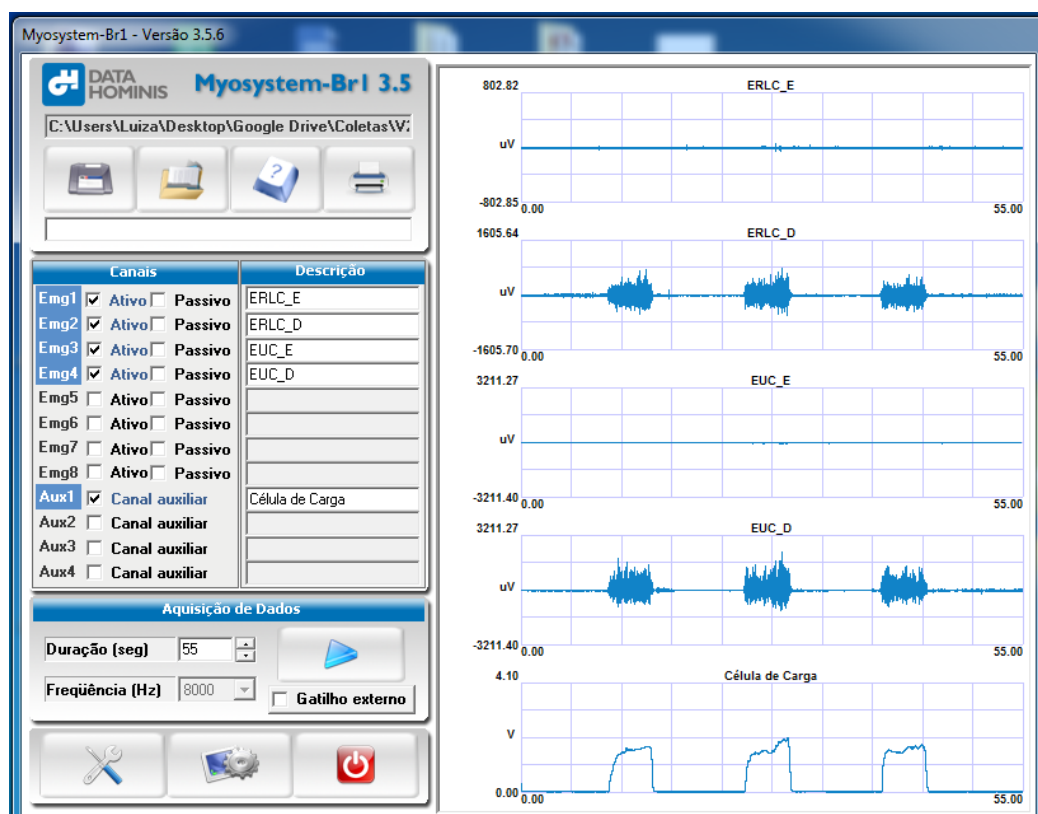 Myosystem-Br1 - Versão 3.5.6
DATA
HOMINIS
Myosystem-Br1 3.5
C:\Users\Luiza\Desktop\Google Drive\Coletas\V
?
Canais Descrição
Emg1 Ativo Passivo ERLC_E
Emg2 Ativo Passivo ERLC_D
Emg3 Ativo Passivo EUC_E
Emg4 Ativo Passivo EUC_D
Emg5 Ativo Passivo
Emg6 Ativo Passivo
Emg7 Ativo Passivo
Emg8 Ativo Passivo
Aux1 Canal auxiliar Célula de Carga
Aux2 Canal auxiliar
Aux3 Canal auxiliar
Aux4 Canal auxiliar
Aquisição de Dados
Duração (seg) 55
Freqüência (Hz) 8000
Gatilho externo
802.82 ERLC_E
uV
-802.85 0.00 55.00
1605.64 ERLC_D
uV
-1605.70 0.00 55.00
3211.27 EUC_E
uV
-3211.40 0.00 55.00
3211.27 EUC_D
uV
-3211.40 0.00 55.00
4.10 Célula de Carga
V
0.00 0.00 55.00